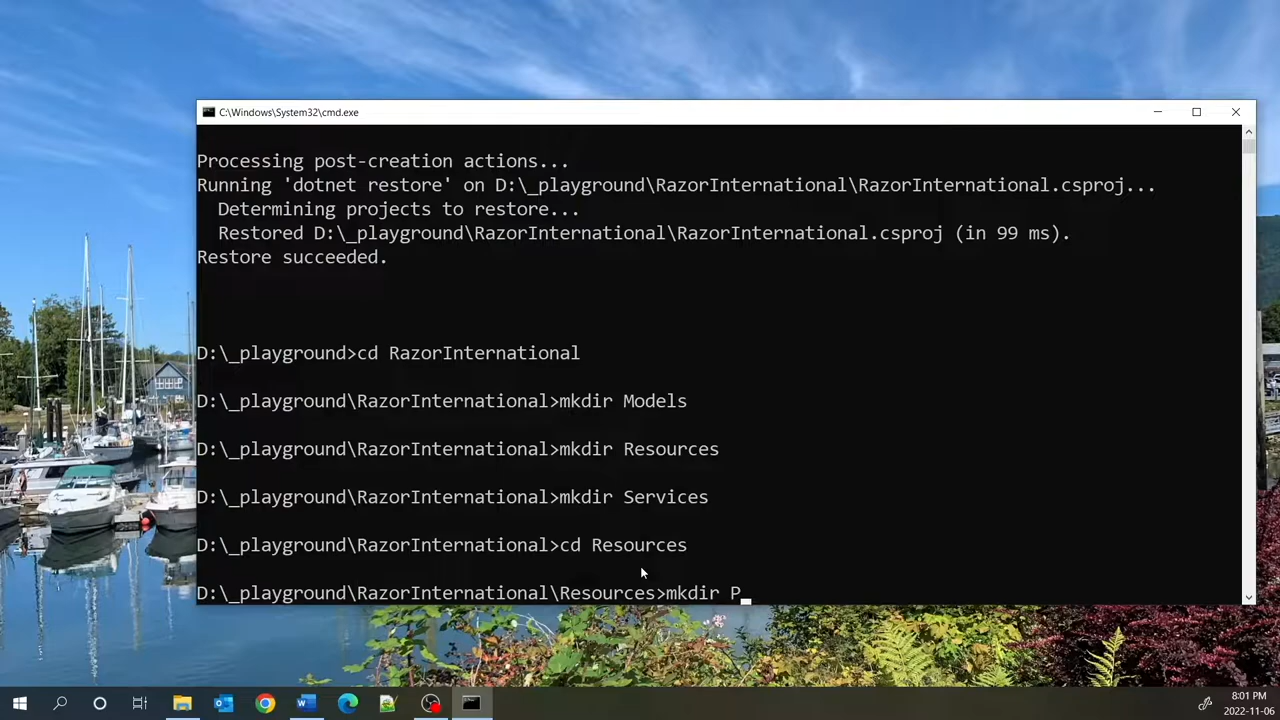 C:\Windows\System32\cmd.exe
Processing post-creation actions...
Running 'dotnet restore' on D:\_playground\RazorInternational\RazorInternational.csproj...
  Determining projects to restore...
  Restored D:\_playground\RazorInternational\RazorInternational.csproj (in 99 ms).
Restore succeeded.
D:\_playground>cd RazorInternational
D:\_playground\RazorInternational>mkdir Models
D:\_playground\RazorInternational>mkdir Resources
D:\_playground\RazorInternational>mkdir Services
D:\_playground\RazorInternational>cd Resources
D:\_playground\RazorInternational\Resources>mkdir P_
8:01 PM
2022-11-06